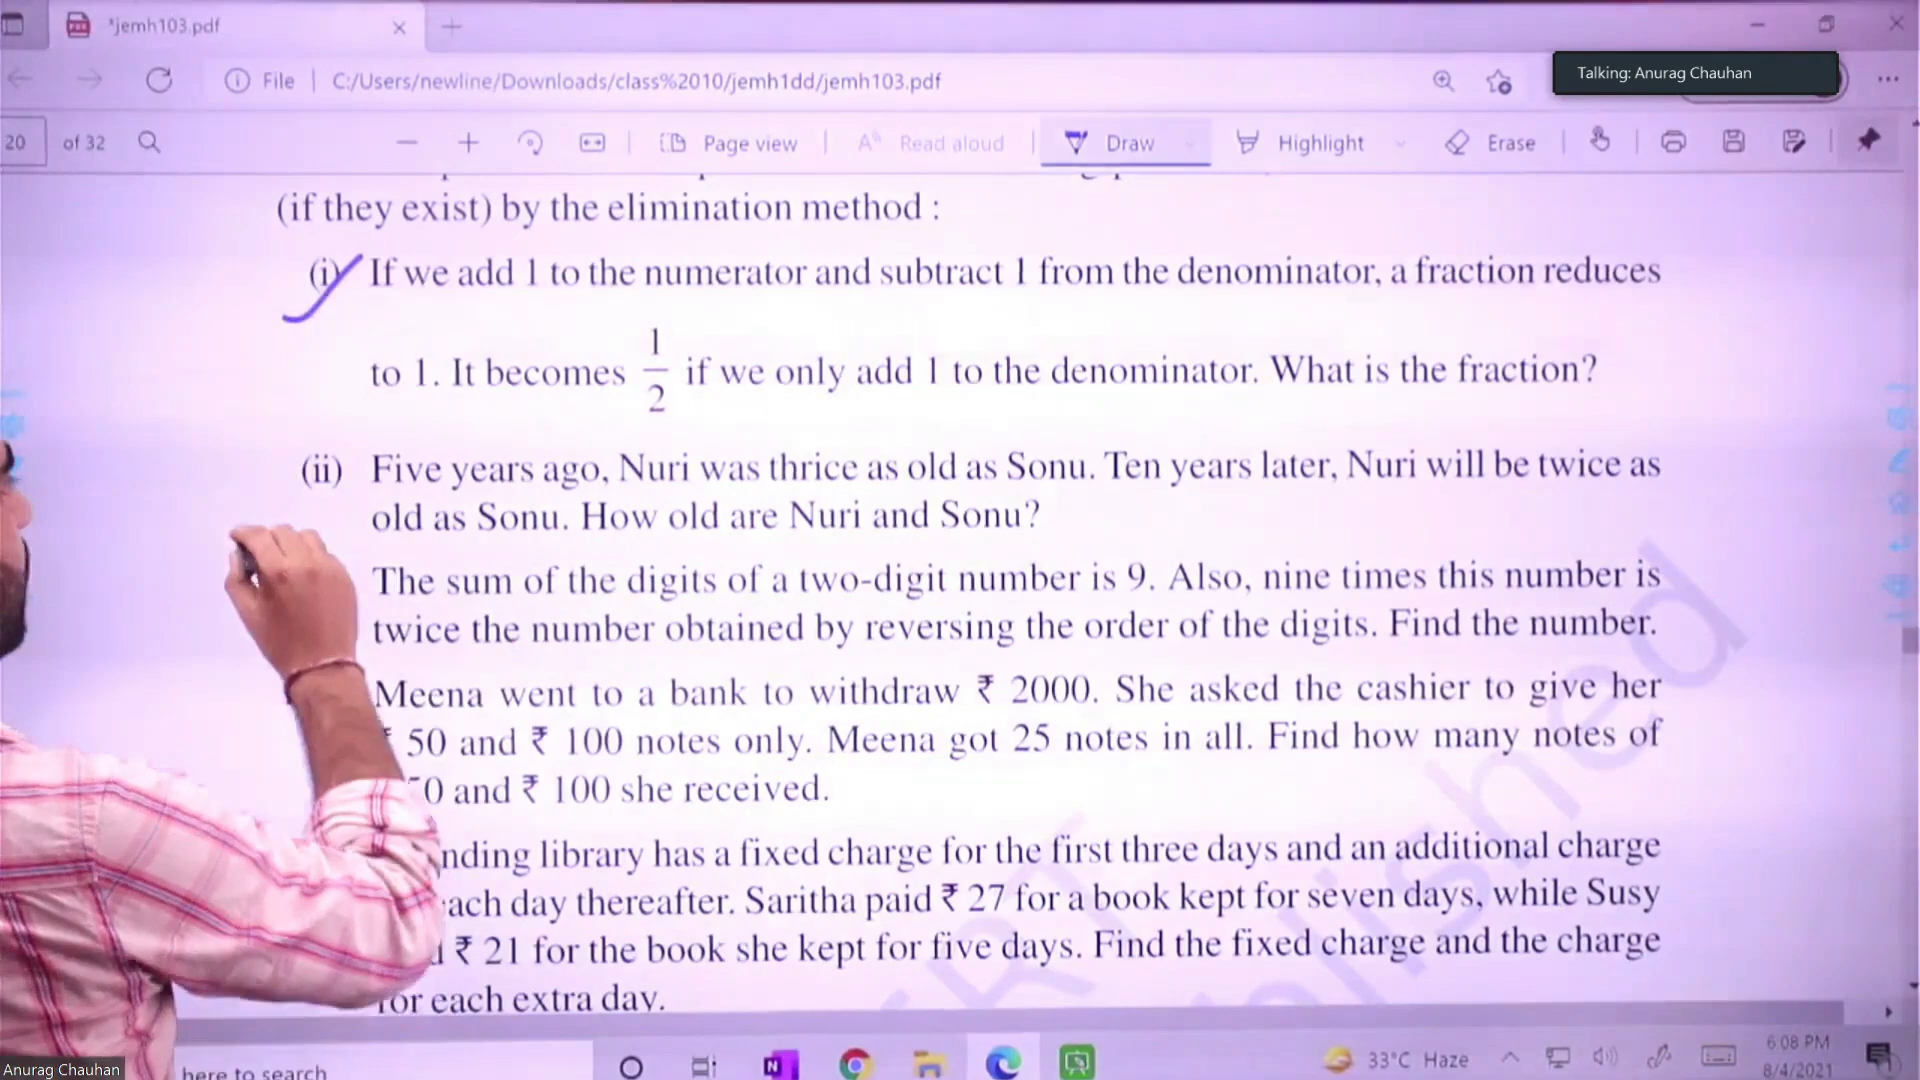 *jemh103.pdf
File | C:/Users/newline/Downloads/class%2010/jemh1dd/jemh103.pdf
Talking: Anurag Chauhan
20 of 32
Page view
Read aloud
Draw
Highlight
Erase
(if they exist) by the elimination method :
(i) If we add 1 to the numerator and subtract 1 from the denominator, a fraction reduces
to 1. It becomes 1/2 if we only add 1 to the denominator. What is the fraction?
(ii) Five years ago, Nuri was thrice as old as Sonu. Ten years later, Nuri will be twice as
old as Sonu. How old are Nuri and Sonu?
The sum of the digits of a two-digit number is 9. Also, nine times this number is
twice the number obtained by reversing the order of the digits. Find the number.
Meena went to a bank to withdraw ₹ 2000. She asked the cashier to give her
50 and ₹ 100 notes only. Meena got 25 notes in all. Find how many notes of
0 and ₹ 100 she received.
nding library has a fixed charge for the first three days and an additional charge
ach day thereafter. Saritha paid ₹ 27 for a book kept for seven days, while Susy
₹ 21 for the book she kept for five days. Find the fixed charge and the charge
for each extra day.
Anurag Chauhan
here to search
33°C Haze
6:08 PM
8/4/2021